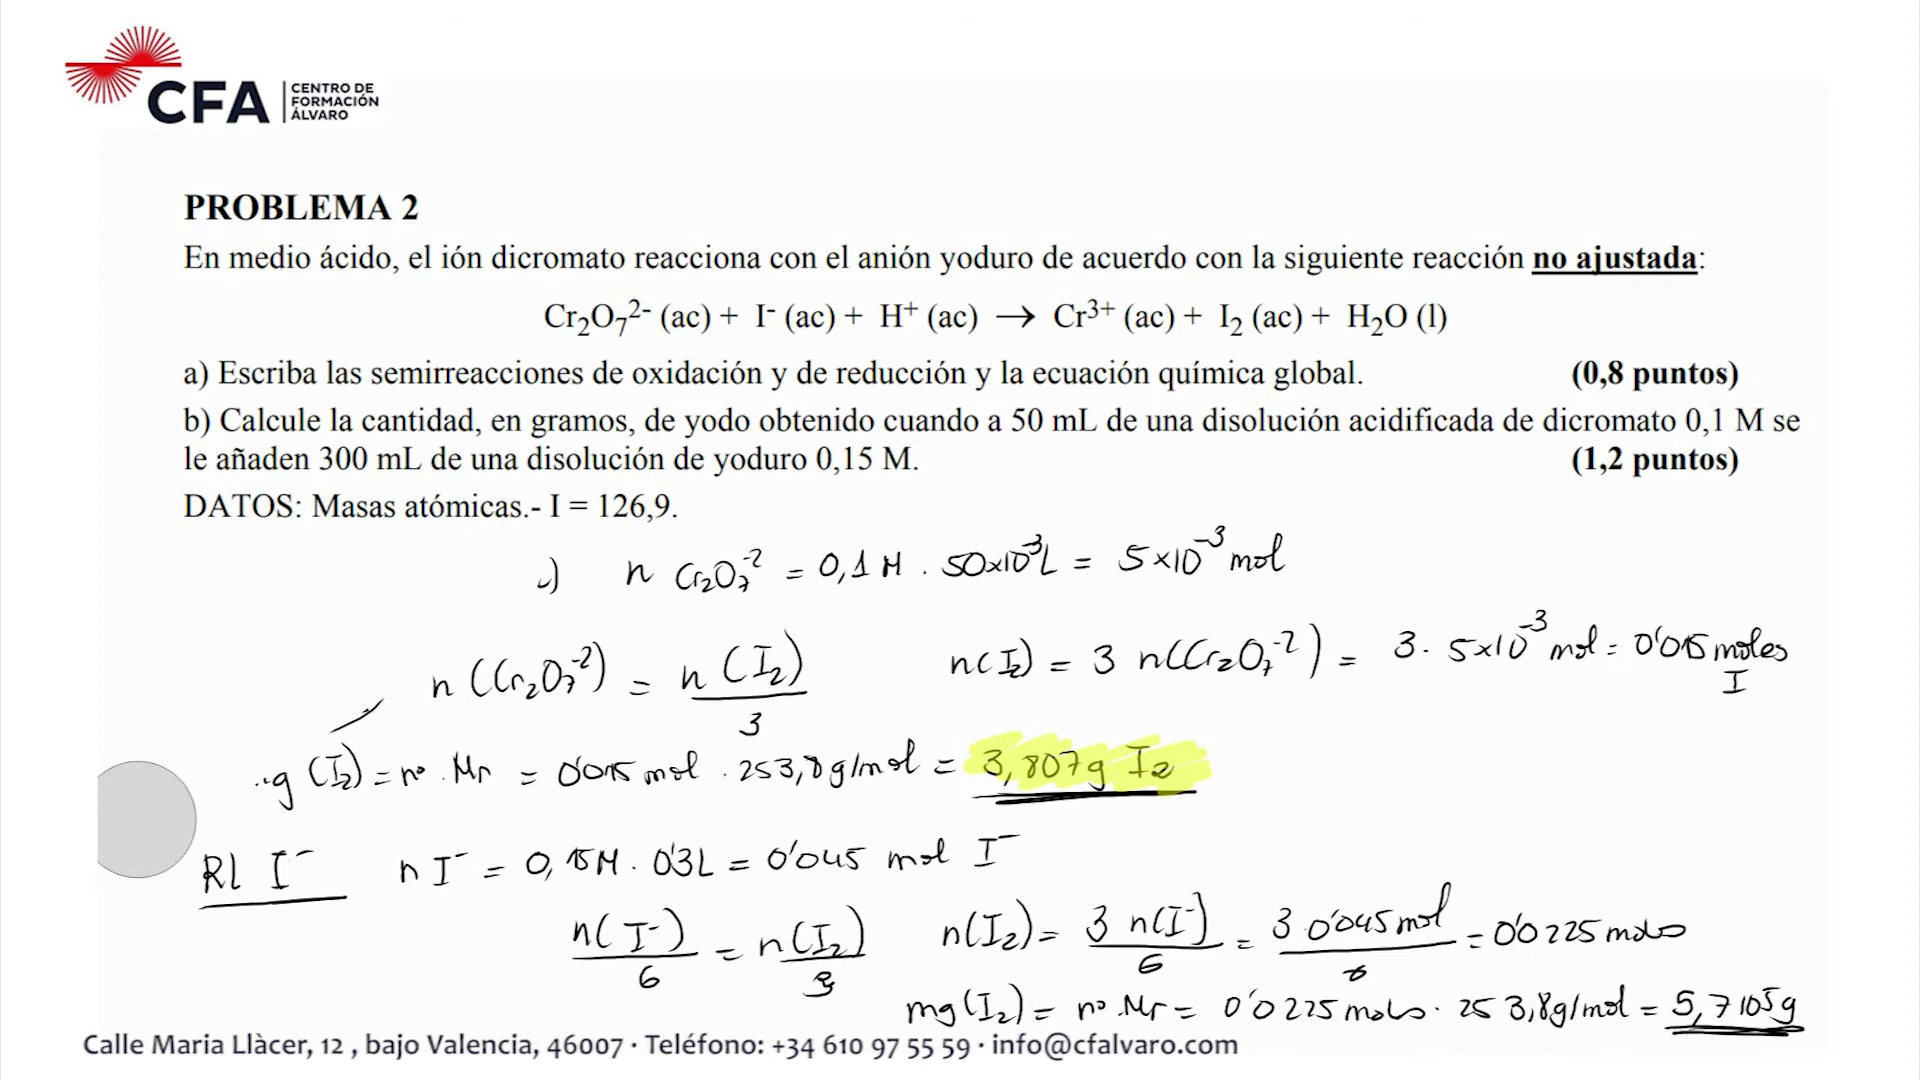 CFA
CENTRO DE
FORMACIÓN
ÁLVARO
PROBLEMA 2
En medio ácido, el ión dicromato reacciona con el anión yoduro de acuerdo con la siguiente reacción no ajustada:
Cr₂O₇²⁻ (ac) + I⁻ (ac) + H⁺ (ac) → Cr³⁺ (ac) + I₂ (ac) + H₂O (l)
a) Escriba las semirreacciones de oxidación y de reducción y la ecuación química global. (0,8 puntos)
b) Calcule la cantidad, en gramos, de yodo obtenido cuando a 50 mL de una disolución acidificada de dicromato 0,1 M se
le añaden 300 mL de una disolución de yoduro 0,15 M. (1,2 puntos)
DATOS: Masas atómicas.- I = 126,9.
n Cr₂O₇⁻² = 0,1 M . 50x10⁻³L = 5x10⁻³ mol
n (Cr₂O₇⁻²) = n (I₂) / 3
n(I₂) = 3 n(Cr₂O₇⁻²) = 3. 5x10⁻³ mol = 0'015 moles I
g (I₂) = nº . Mr = 0'015 mol . 253,8 g/mol = 3,807g I₂
Rl I⁻ n I⁻ = 0,15M . 0'3L = 0'045 mol I⁻
n(I⁻) / 6 = n(I₂) / 3 n(I₂) = 3 n(I⁻) / 6 = 3 0'045 mol / 6 = 0'0225 moles
mg(I₂) = nº .Mr = 0'0225 moles . 253,8g/mol = 5,7105g
Calle Maria Llàcer, 12 , bajo Valencia, 46007 · Teléfono: +34 610 97 55 59 · info@cfalvaro.com